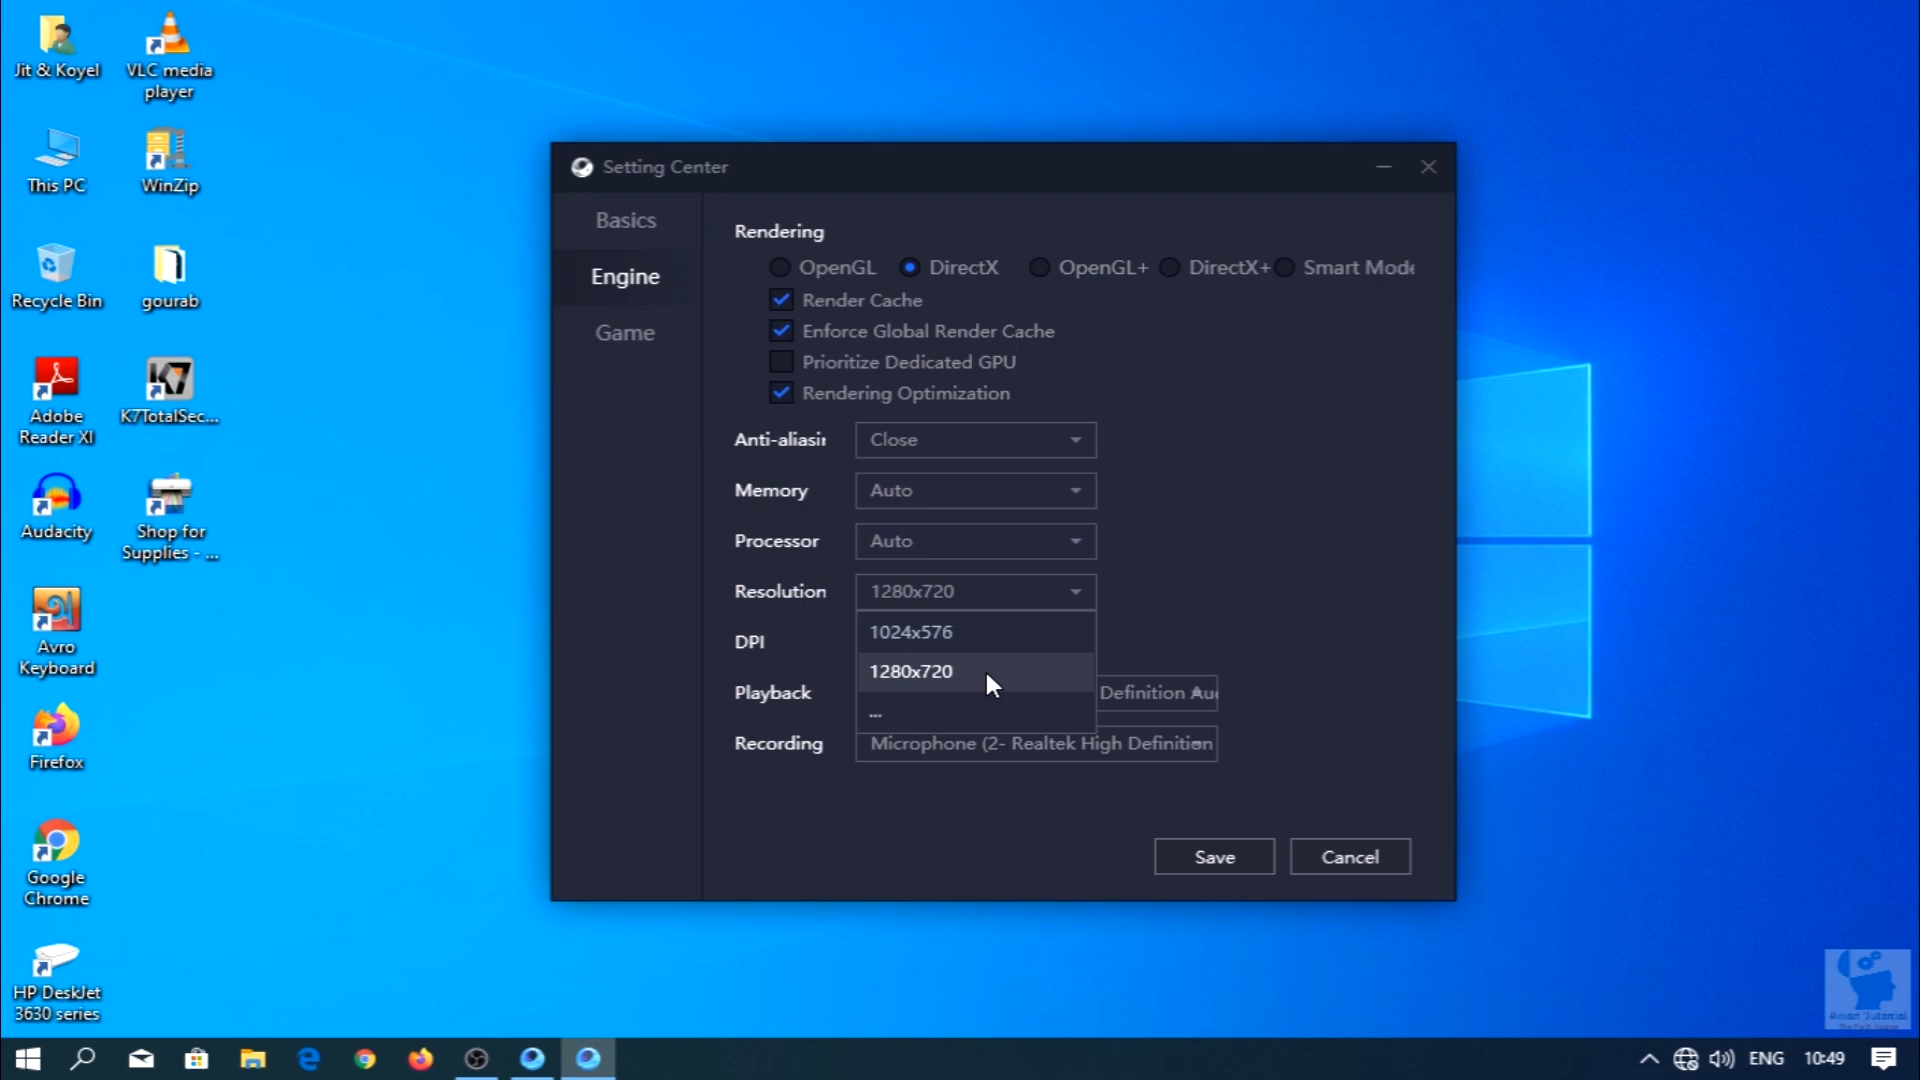 Jit & Koyel
VLC media
player
This PC
WinZip
Recycle Bin
gourab
Adobe
Reader XI
K7TotalSec...
Audacity
Shop for
Supplies - ...
Avro
Keyboard
Firefox
Google
Chrome
HP DeskJet
3630 series
Setting Center
Basics
Engine
Game
Rendering
OpenGL DirectX OpenGL+ DirectX+ Smart Mode
Render Cache
Enforce Global Render Cache
Prioritize Dedicated GPU
Rendering Optimization
Anti-aliasin Close
Memory Auto
Processor Auto
Resolution 1280x720
1024x576
DPI
1280x720
Playback Definition Aud
...
Recording Microphone (2- Realtek High Definition
Save Cancel
ENG 10:49